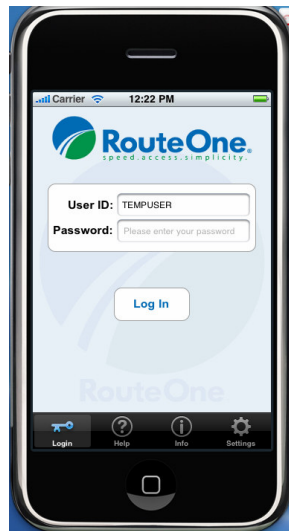 Carrier 12:22 PM
RouteOne.
speed.access.simplicity.
User ID: TEMPUSER
Password: Please enter your password
Log In
RouteOne
Login Help Info Settings